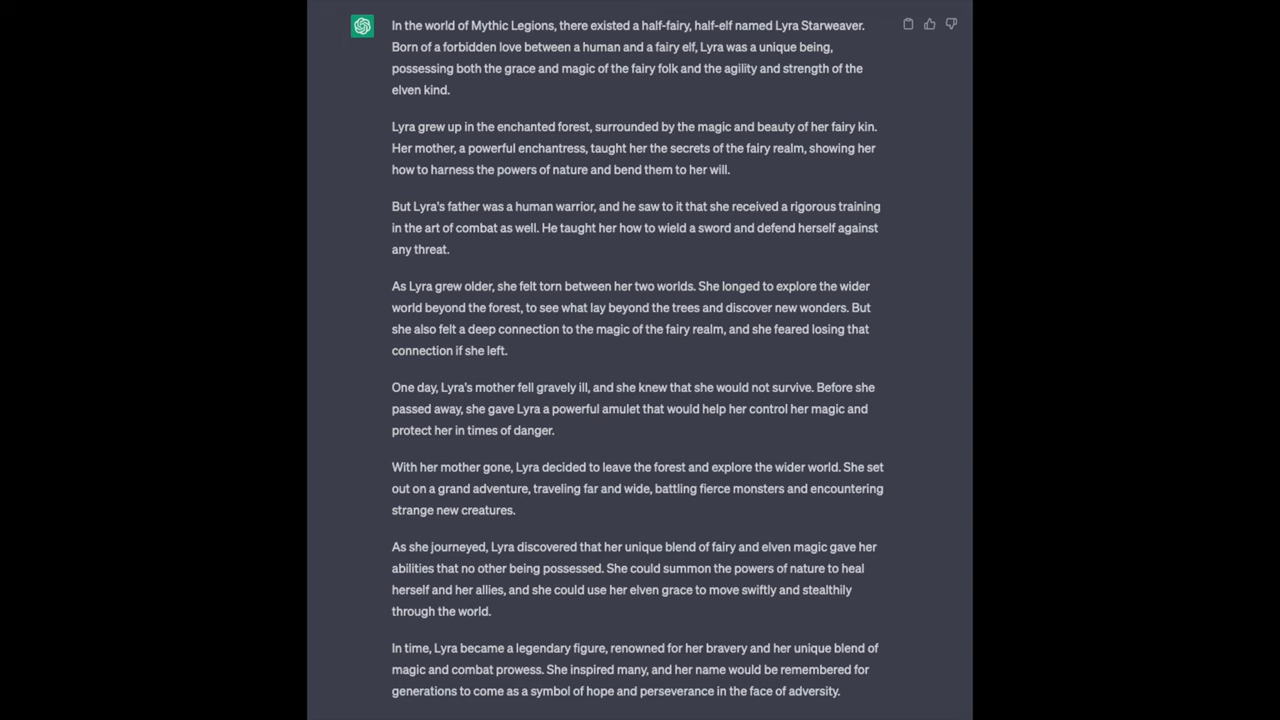 In the world of Mythic Legions, there existed a half-fairy, half-elf named Lyra Starweaver.
Born of a forbidden love between a human and a fairy elf, Lyra was a unique being,
possessing both the grace and magic of the fairy folk and the agility and strength of the
elven kind.
Lyra grew up in the enchanted forest, surrounded by the magic and beauty of her fairy kin.
Her mother, a powerful enchantress, taught her the secrets of the fairy realm, showing her
how to harness the powers of nature and bend them to her will.
But Lyra's father was a human warrior, and he saw to it that she received a rigorous training
in the art of combat as well. He taught her how to wield a sword and defend herself against
any threat.
As Lyra grew older, she felt torn between her two worlds. She longed to explore the wider
world beyond the forest, to see what lay beyond the trees and discover new wonders. But
she also felt a deep connection to the magic of the fairy realm, and she feared losing that
connection if she left.
One day, Lyra's mother fell gravely ill, and she knew that she would not survive. Before she
passed away, she gave Lyra a powerful amulet that would help her control her magic and
protect her in times of danger.
With her mother gone, Lyra decided to leave the forest and explore the wider world. She set
out on a grand adventure, traveling far and wide, battling fierce monsters and encountering
strange new creatures.
As she journeyed, Lyra discovered that her unique blend of fairy and elven magic gave her
abilities that no other being possessed. She could summon the powers of nature to heal
herself and her allies, and she could use her elven grace to move swiftly and stealthily
through the world.
In time, Lyra became a legendary figure, renowned for her bravery and her unique blend of
magic and combat prowess. She inspired many, and her name would be remembered for
generations to come as a symbol of hope and perseverance in the face of adversity.